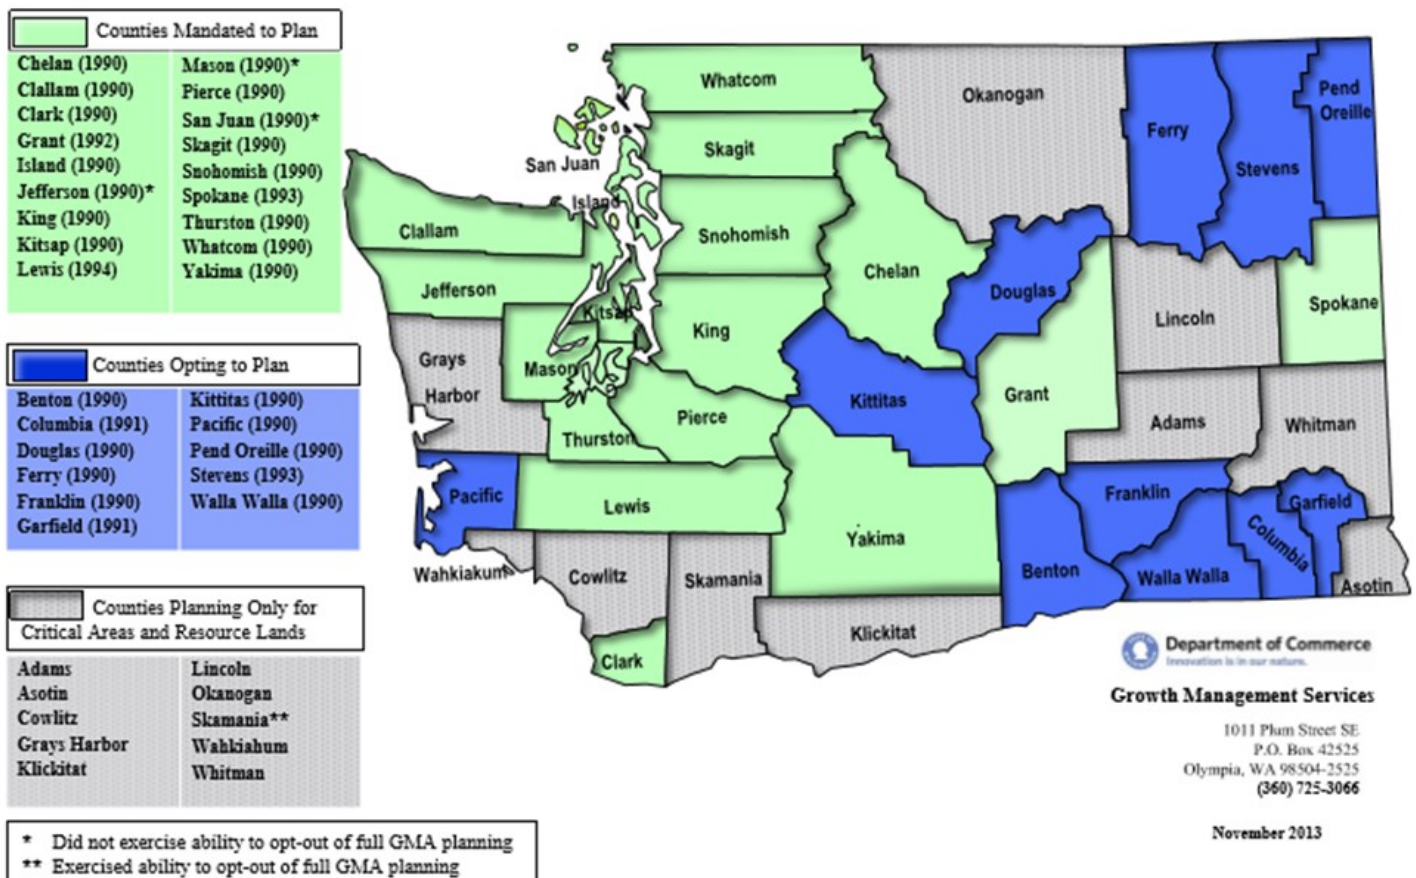 Counties Mandated to Plan
Chelan (1990)
Clallam (1990)
Clark (1990)
Grant (1992)
Island (1990)
Jefferson (1990)*
King (1990)
Kitsap (1990)
Lewis (1994)
Mason (1990)*
Pierce (1990)
San Juan (1990)*
Skagit (1990)
Snohomish (1990)
Spokane (1993)
Thurston (1990)
Whatcom (1990)
Yakima (1990)
Counties Opting to Plan
Benton (1990)
Columbia (1991)
Douglas (1990)
Ferry (1990)
Franklin (1990)
Garfield (1991)
Kittitas (1990)
Pacific (1990)
Pend Oreille (1990)
Stevens (1993)
Walla Walla (1990)
Counties Planning Only for
Critical Areas and Resource Lands
Adams
Asotin
Cowlitz
Grays Harbor
Klickitat
Lincoln
Okanogan
Skamania**
Wahkiahum
Whitman
* Did not exercise ability to opt-out of full GMA planning
** Exercised ability to opt-out of full GMA planning
Whatcom
Okanogan
Ferry
Stevens
Pend
Oreille
San Juan
Skagit
Island
Clallam
Snohomish
Chelan
Jefferson
Douglas
Lincoln
Spokane
Kitsap
King
Grays
Harbor
Mason
Kittitas
Grant
Adams
Whitman
Thurston
Pierce
Pacific
Lewis
Yakima
Franklin
Garfield
Columbia
Wahkiakum
Cowlitz
Skamania
Benton
Walla Walla
Asotin
Klickitat
Clark
Department of Commerce
Innovation is in our nature.
Growth Management Services
1011 Plum Street SE
P.O. Box 42525
Olympia, WA 98504-2525
(360) 725-3066
November 2013